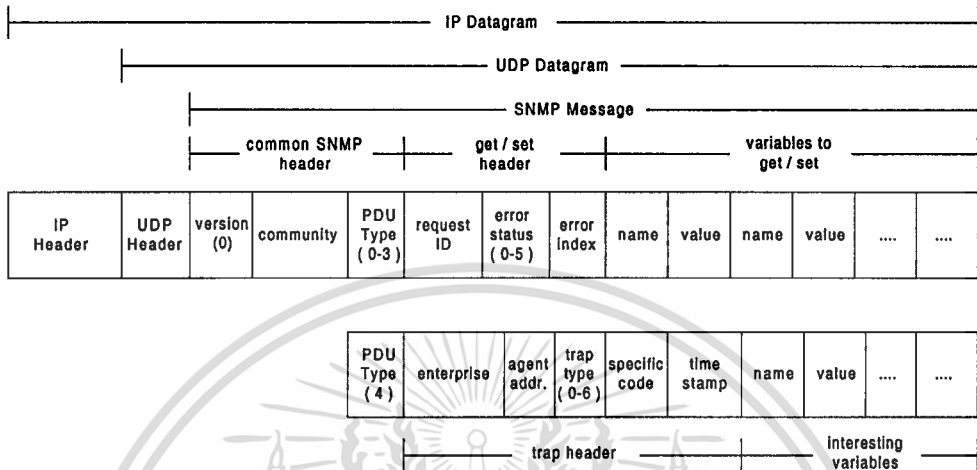 IP Datagram
UDP Datagram
SNMP Message
common SNMP header
get / set header
variables to get / set
IP Header
UDP Header
version (0)
community
PDU Type ( 0-3 )
request ID
error status ( 0-5 )
error index
name
value
name
value
....
....
PDU Type ( 4 )
enterprise
agent addr.
trap type ( 0-6 )
specific code
time stamp
name
value
....
....
trap header
interesting variables